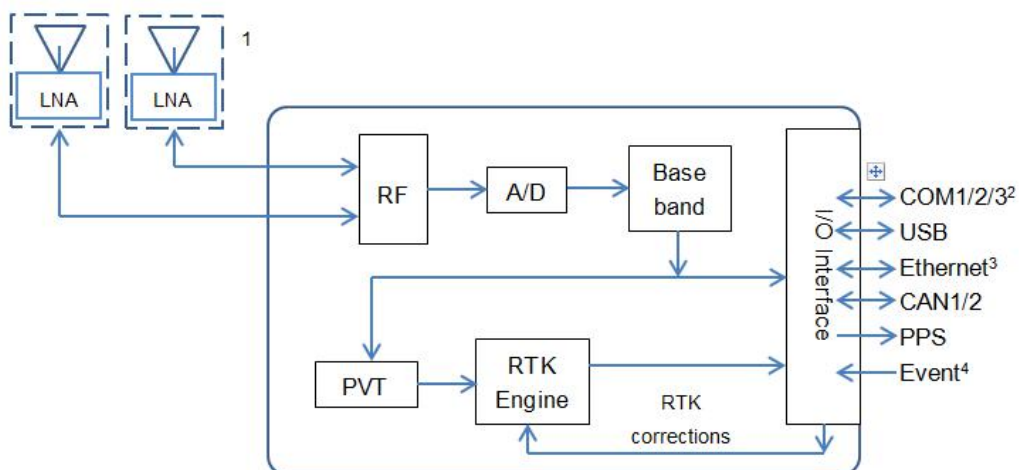 1
LNA
LNA
RF
A/D
Base
band
I/O Interface
COM1/2/3²
USB
Ethernet³
CAN1/2
PPS
Event⁴
PVT
RTK
Engine
RTK
corrections